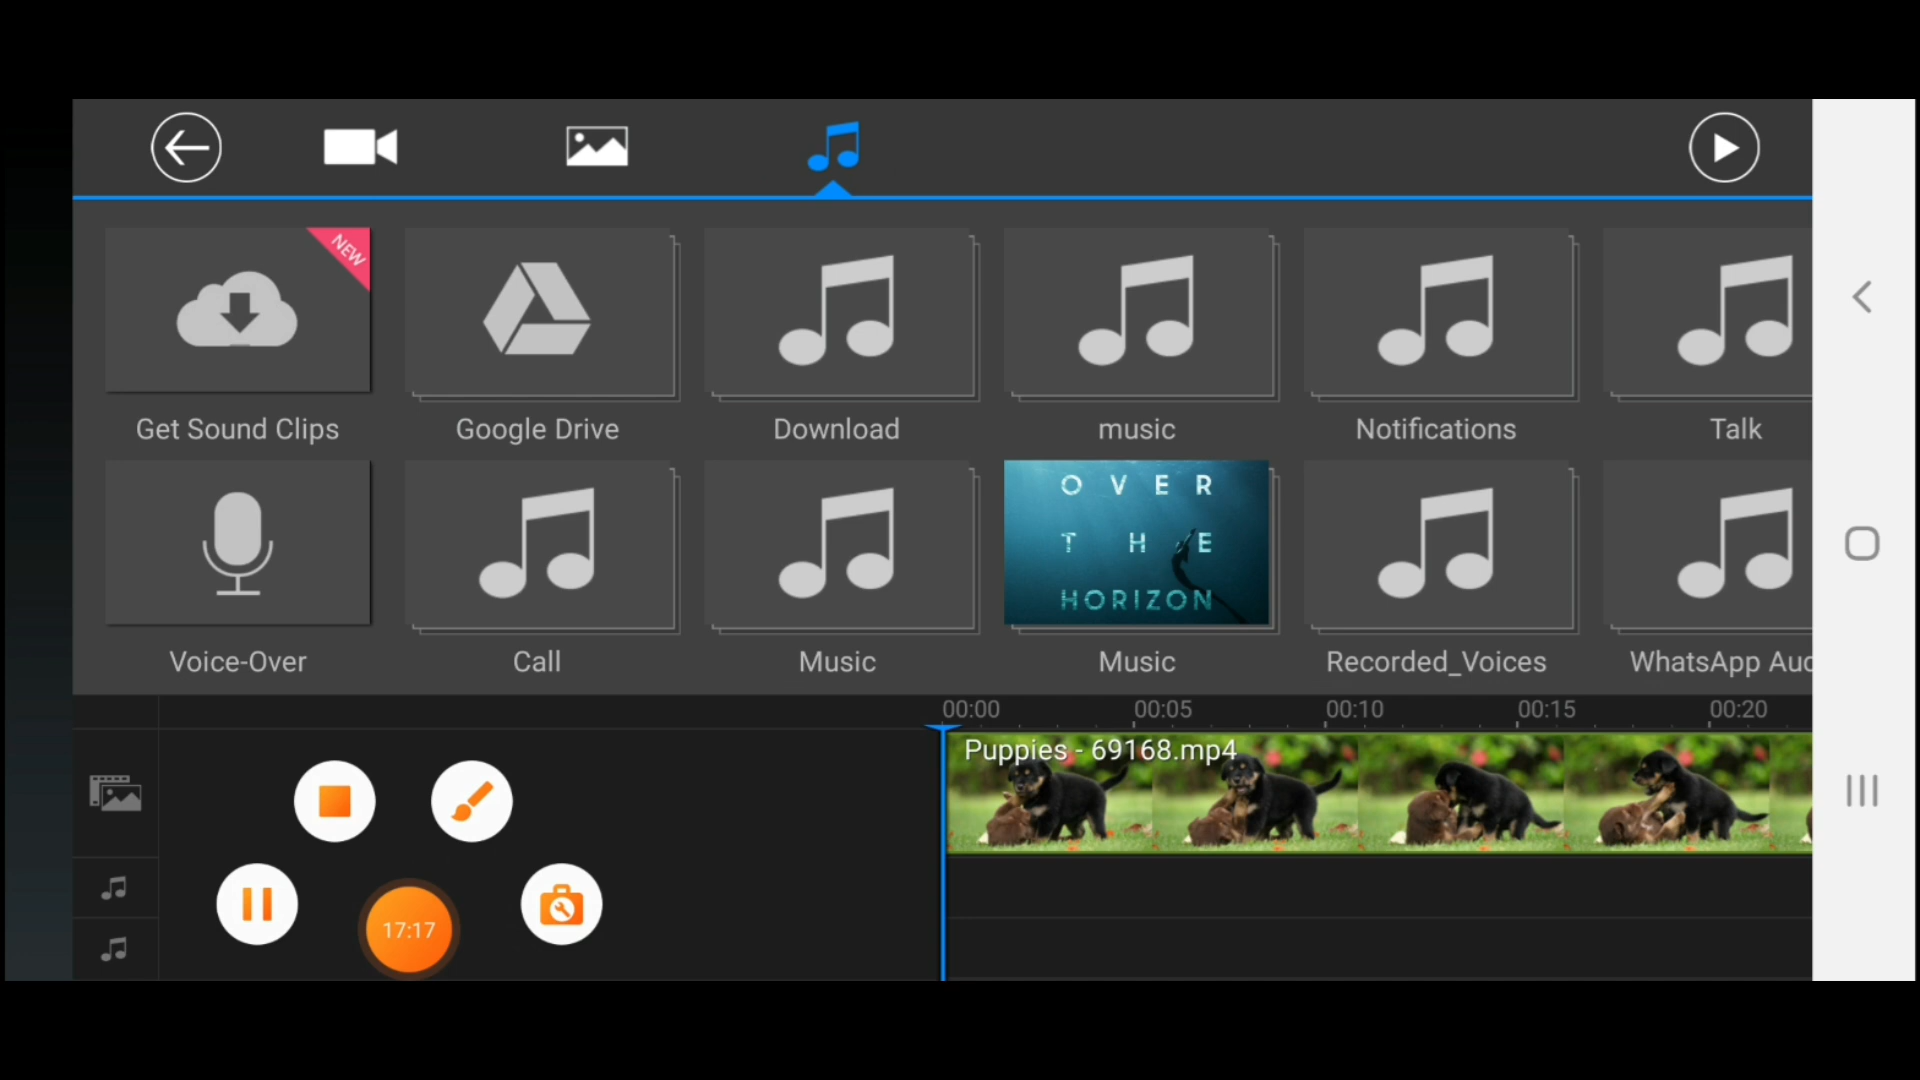 NEW
Get Sound Clips
Google Drive
Download
music
Notifications
Talk
OVER
THE
HORIZON
Voice-Over
Call
Music
Music
Recorded_Voices
WhatsApp Auc
00:00
00:05
00:10
00:15
00:20
Puppies - 69168.mp4
17:17